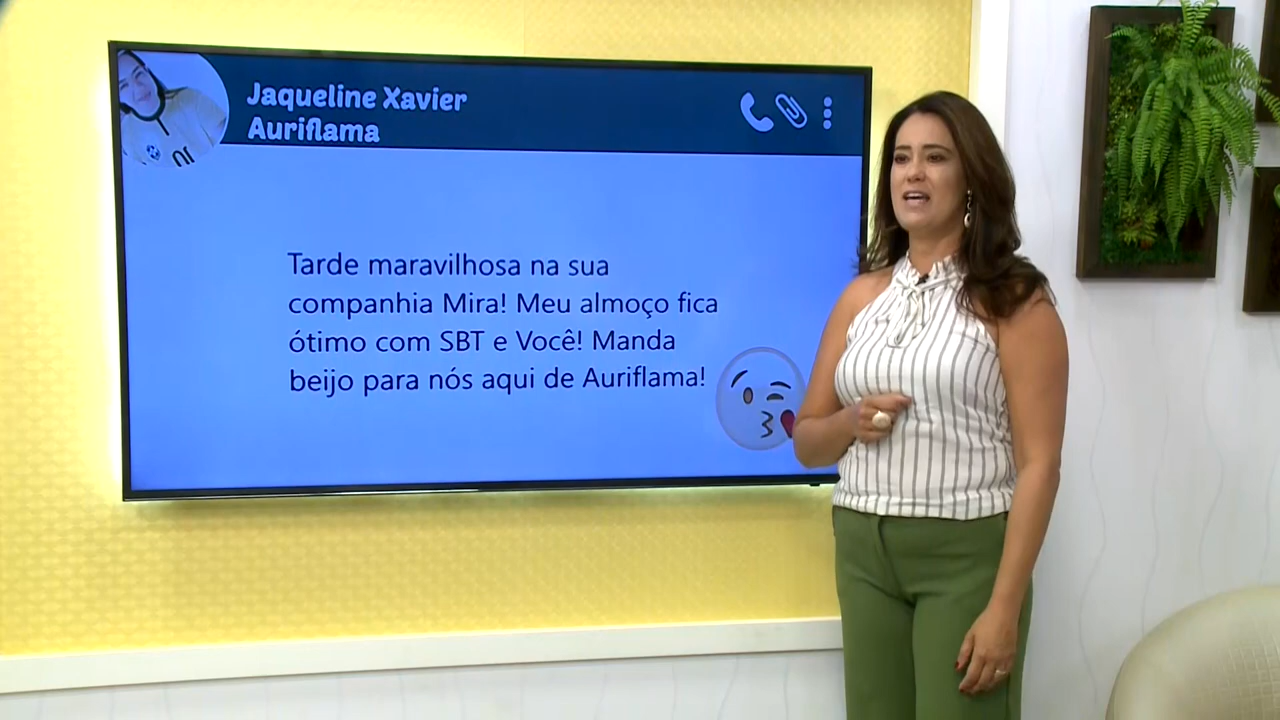 Jaqueline Xavier
Auriflama
Tarde maravilhosa na sua
companhia Mira! Meu almoço fica
ótimo com SBT e Você! Manda
beijo para nós aqui de Auriflama!